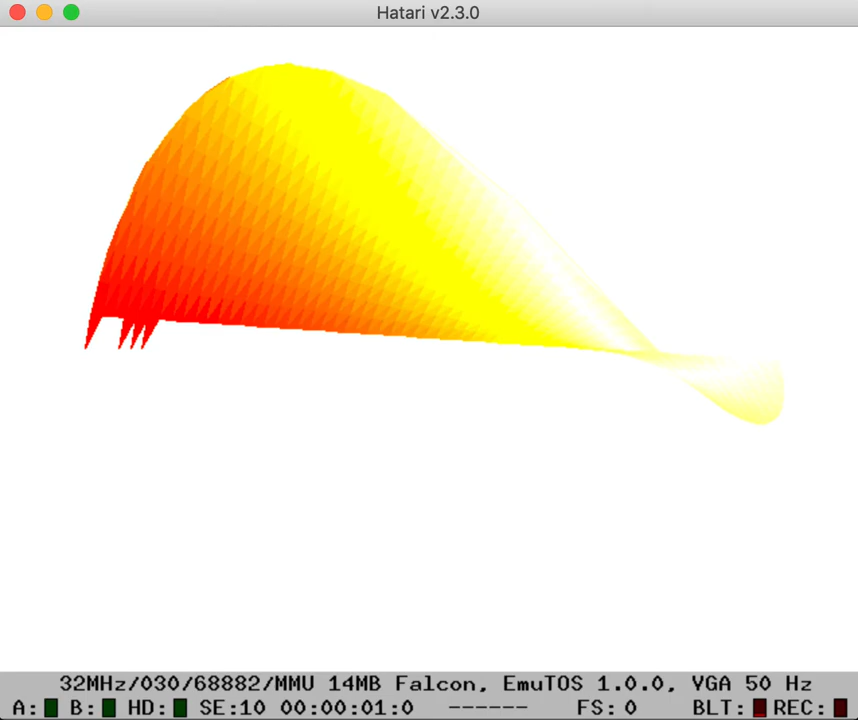 Hatari v2.3.0
32MHz/030/68882/MMU 14MB Falcon, EmuTOS 1.0.0, VGA 50 Hz
A: B: HD: SE:10 00:00:01:0 ------ FS: 0 BLT: REC: